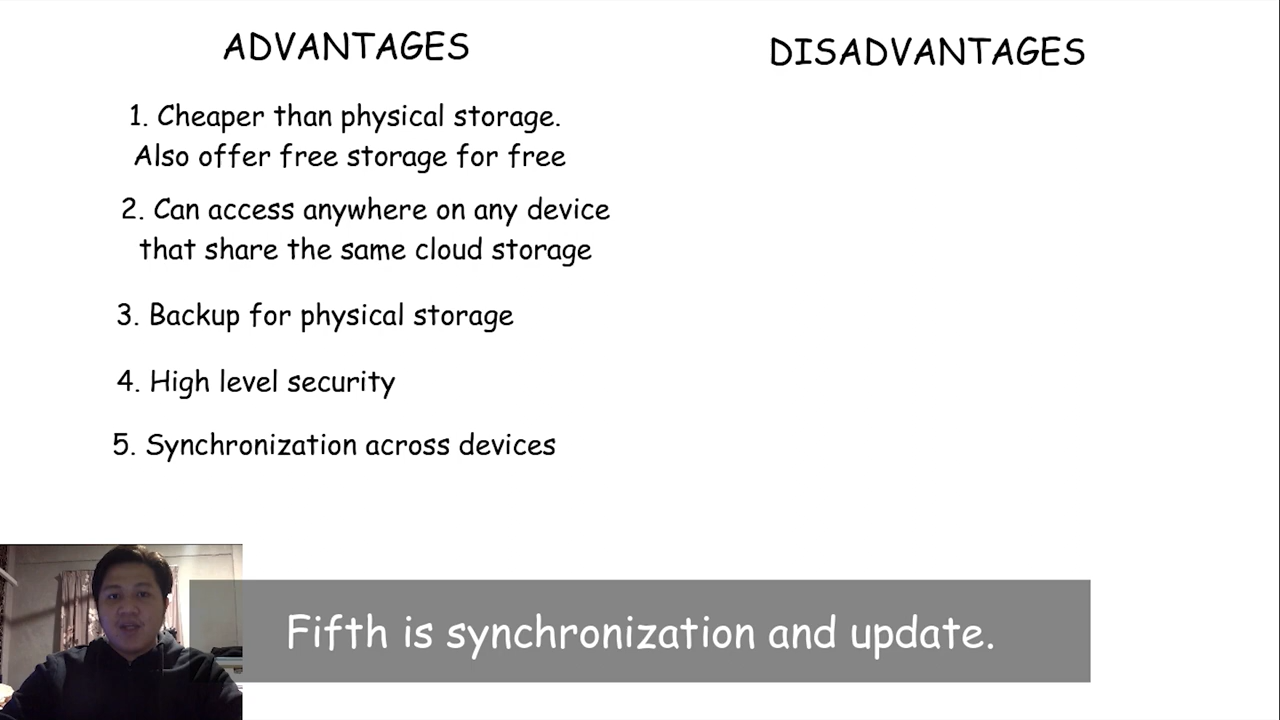 ADVANTAGES
DISADVANTAGES
1. Cheaper than physical storage.
Also offer free storage for free
2. Can access anywhere on any device
that share the same cloud storage
3. Backup for physical storage
4. High level security
5. Synchronization across devices
Fifth is synchronization and update.